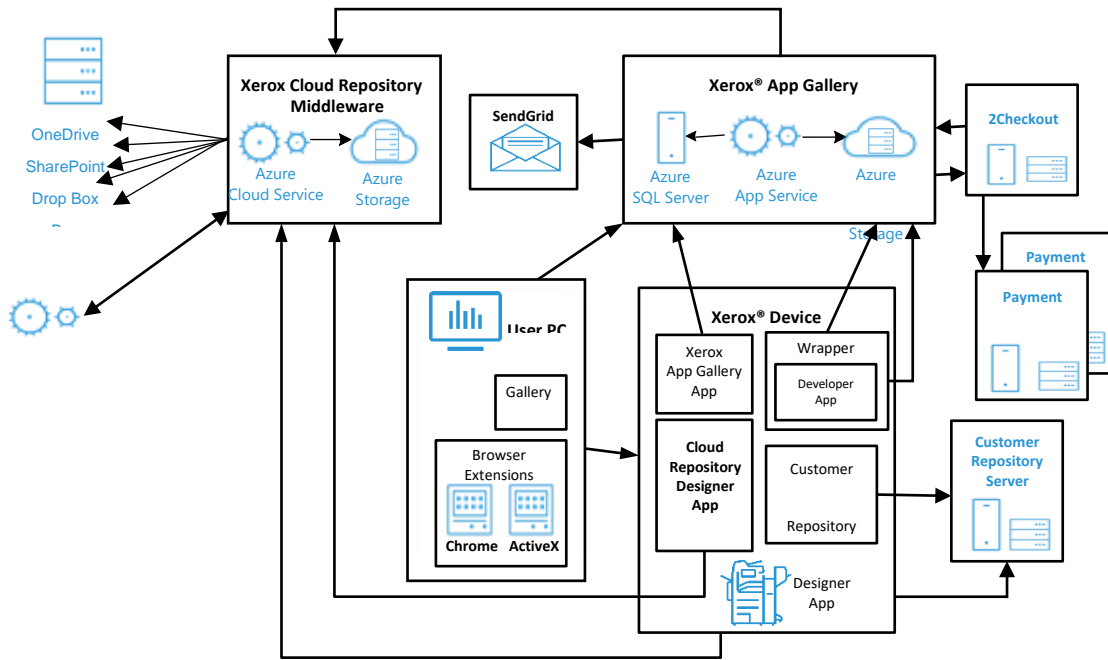 Xerox Cloud Repository
Middleware
Azure
Cloud Service
Azure
Storage
OneDrive
SharePoint
Drop Box
SendGrid
Xerox® App Gallery
Azure
SQL Server
Azure
App Service
Azure
Storage
2Checkout
Payment
Payment
User PC
Gallery
Browser
Extensions
Chrome
ActiveX
Xerox® Device
Xerox
App Gallery
App
Wrapper
Developer
App
Cloud
Repository
Designer
App
Customer
Repository
Designer
App
Customer
Repository
Server